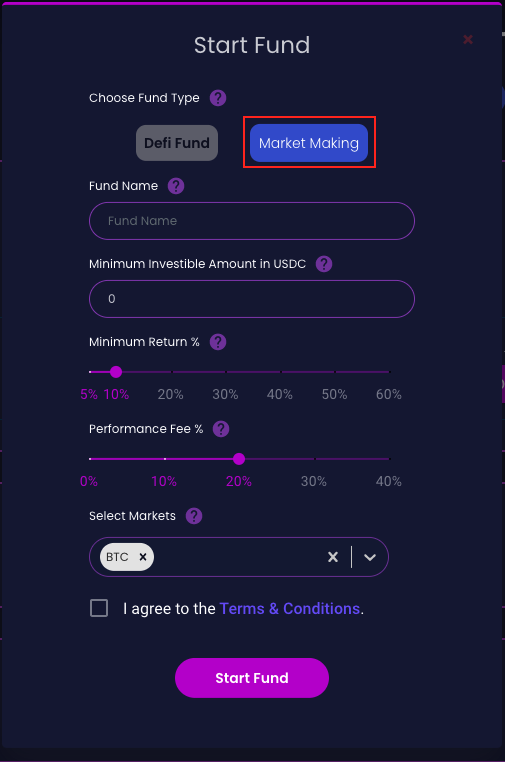 Start Fund
Choose Fund Type ?
Defi Fund Market Making
Fund Name ?
Fund Name
Minimum Investible Amount in USDC ?
0
Minimum Return % ?
5% 10% 20% 30% 40% 50% 60%
Performance Fee % ?
0% 10% 20% 30% 40%
Select Markets ?
BTC
I agree to the Terms & Conditions.
Start Fund